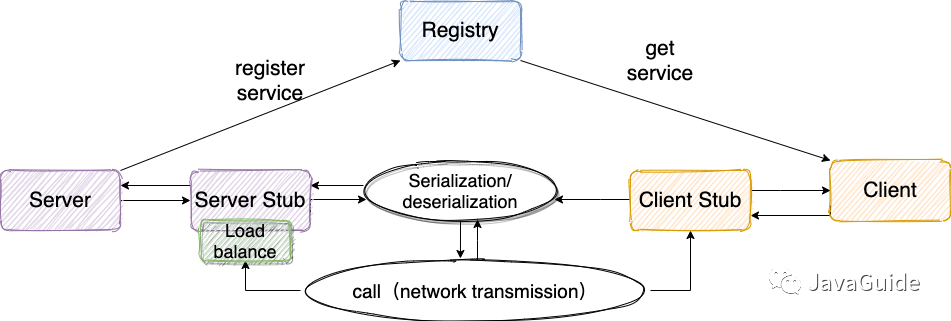 Registry
register
service
get
service
Server
Server Stub
Load
balance
Serialization/
deserialization
Client Stub
Client
call（network transmission）
JavaGuide